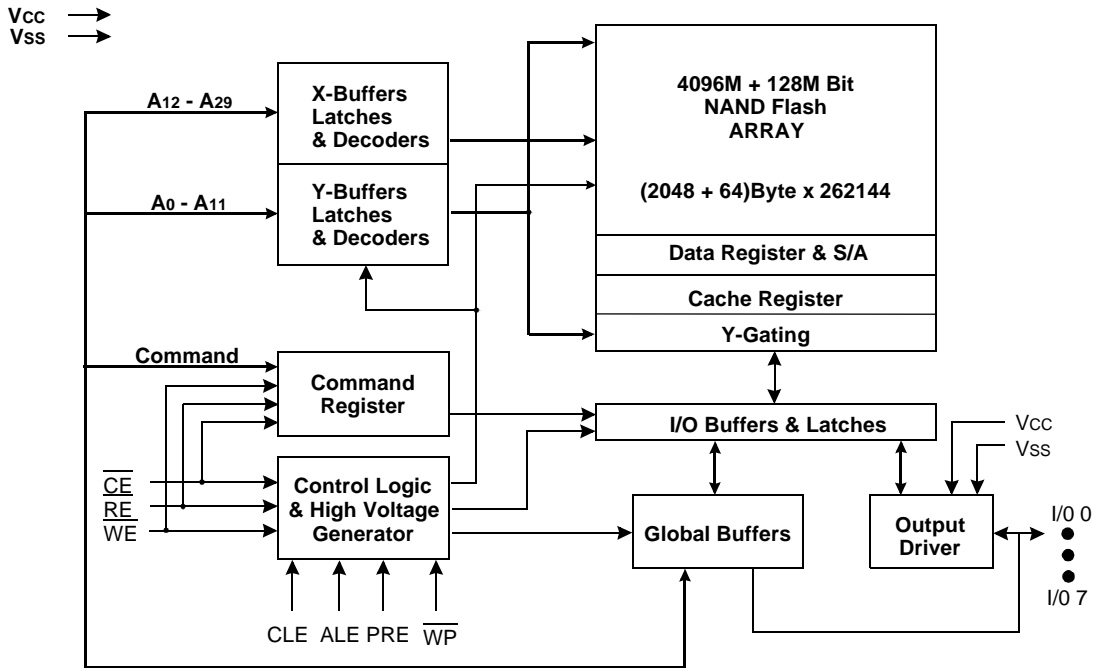 VCC
VSS
A12 - A29
X-Buffers
Latches
& Decoders
A0 - A11
Y-Buffers
Latches
& Decoders
4096M + 128M Bit
NAND Flash
ARRAY
(2048 + 64)Byte x 262144
Data Register & S/A
Cache Register
Y-Gating
Command
Command
Register
I/O Buffers & Latches
VCC
VSS
CE
RE
WE
Control Logic
& High Voltage
Generator
Global Buffers
Output
Driver
I/0 0
I/0 7
CLE ALE PRE WP